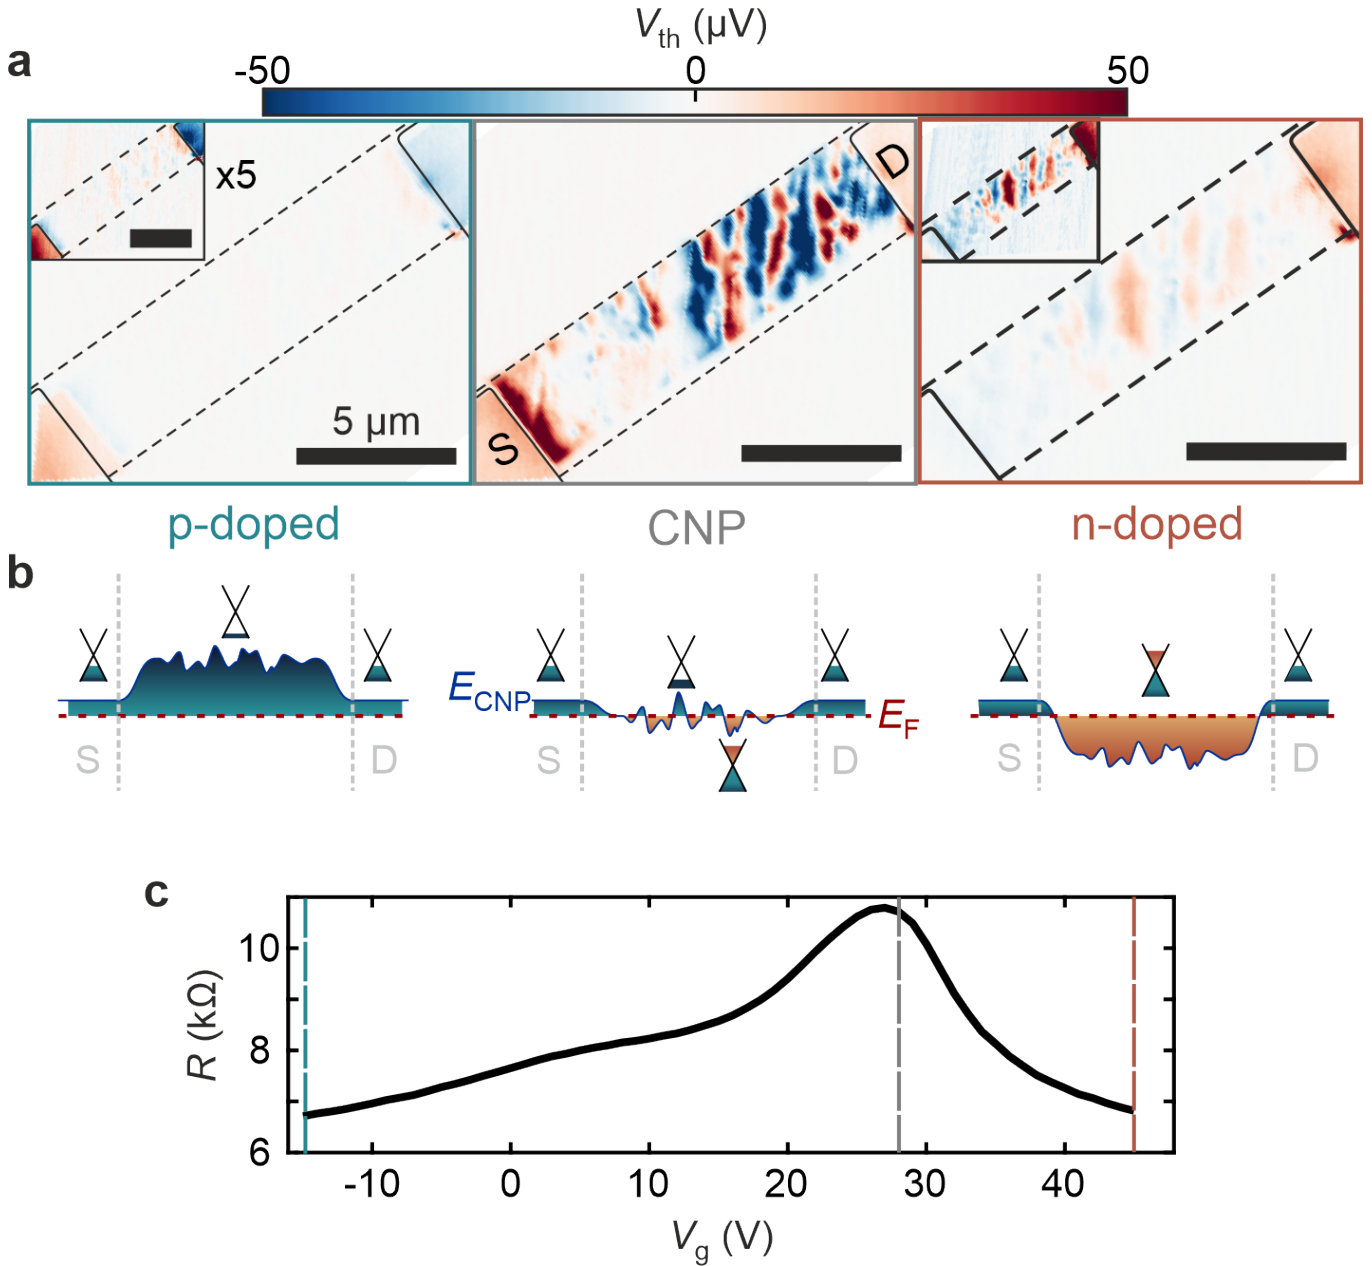 V_th (µV)
a
-50 0 50
x5
D
S
5 µm
p-doped CNP n-doped
b
E_CNP
E_F
S D S D S D
c
10
8
6
R (kΩ)
-10 0 10 20 30 40
V_g (V)